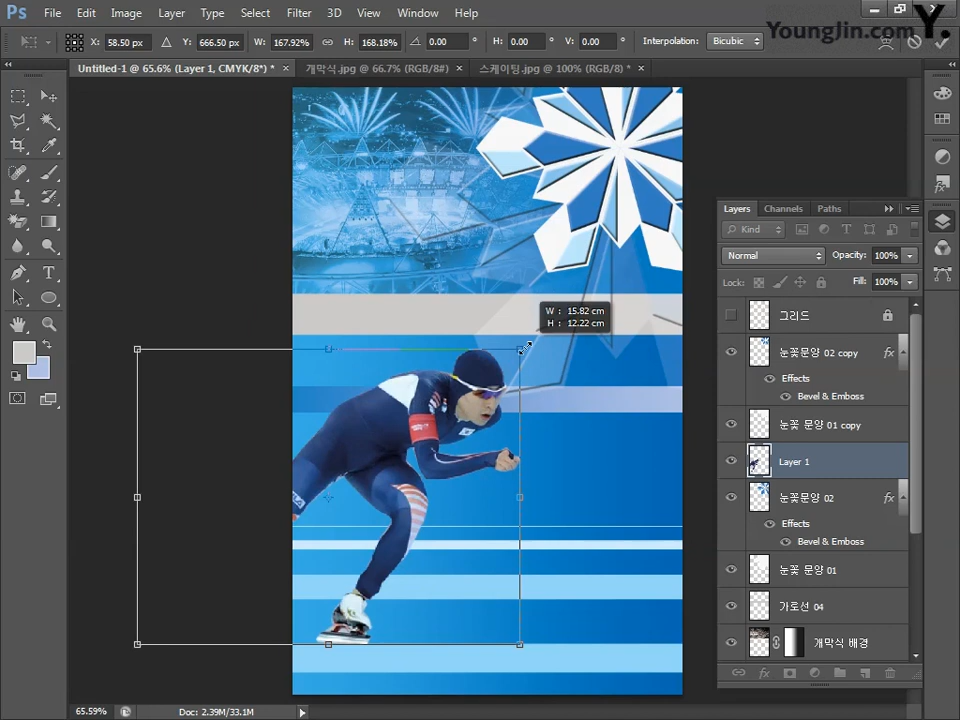 Ps File Edit Image Layer Type Select Filter 3D View Window Help
YoungJin.com Y.
X: 58.50 px Y: 666.50 px W: 167.92% H: 168.18% 0.00 ° H: 0.00 ° V: 0.00 ° Interpolation: Bicubic
Untitled-1 @ 65.6% (Layer 1, CMYK/8*) * × 개막식.jpg @ 66.7% (RGB/8#) × 스케이팅.jpg @ 100% (RGB/8) * ×
Layers Channels Paths
Kind
Normal Opacity: 100%
Lock: Fill: 100%
그리드
W: 15.82 cm
H: 12.22 cm
눈꽃문양 02 copy fx
Effects
Bevel & Emboss
눈꽃 문양 01 copy
Layer 1
눈꽃문양 02 fx
Effects
Bevel & Emboss
눈꽃 문양 01
가로선 04
개막식 배경
65.59% Doc: 2.39M/33.1M